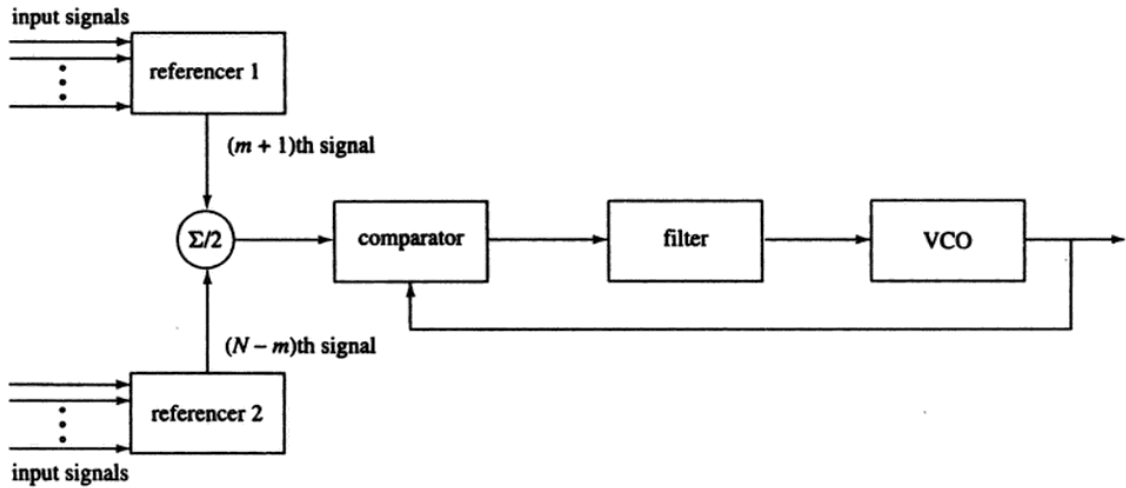 input signals
referencer 1
(m + 1)th signal
Σ/2
comparator
filter
VCO
(N – m)th signal
referencer 2
input signals